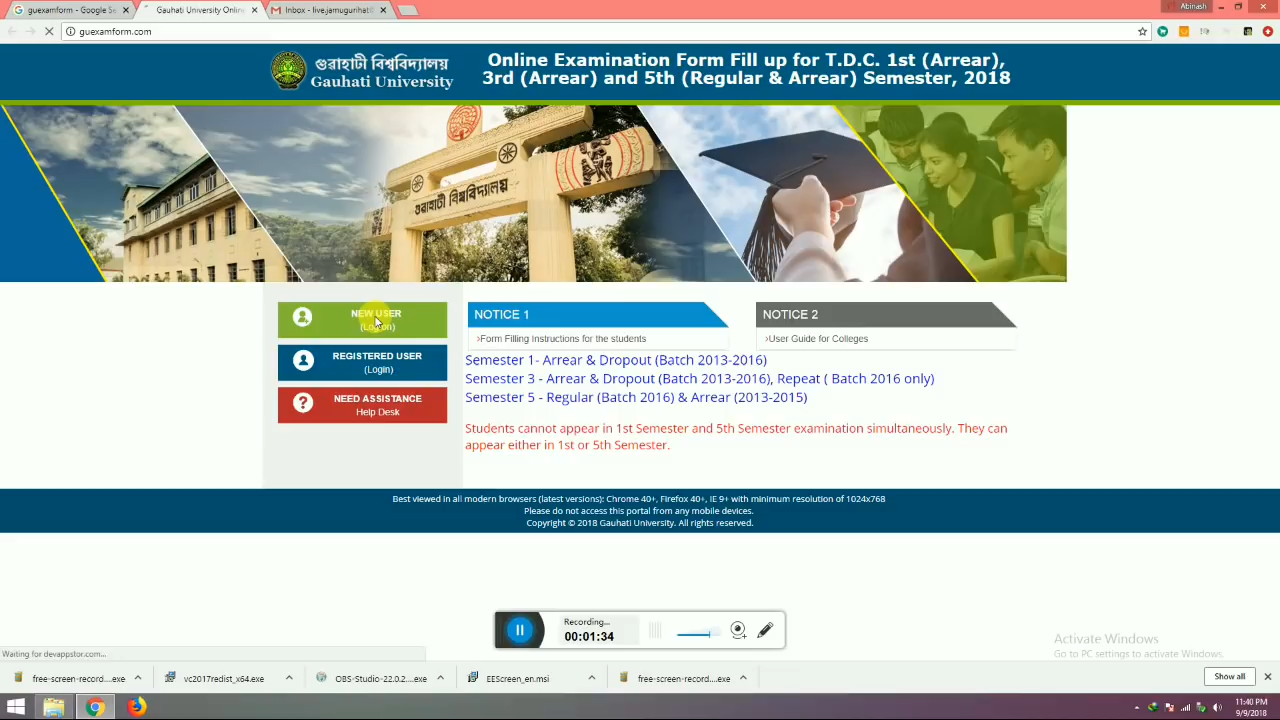 guexamform - Google Se
Gauhati University Onlin
Inbox - live.jamugurihat@
Abinash
guexamform.com
গুৱাহাটী বিশ্ববিদ্যালয়
Gauhati University
Online Examination Form Fill up for T.D.C. 1st (Arrear),
3rd (Arrear) and 5th (Regular & Arrear) Semester, 2018
গুৱাহাটী বিশ্ববিদ্যালয়
NEW USER
REGISTERED USER
(Login)
NEED ASSISTANCE
Help Desk
NOTICE 1
›Form Filling Instructions for the students
NOTICE 2
›User Guide for Colleges
Semester 1- Arrear & Dropout (Batch 2013-2016)
Semester 3 - Arrear & Dropout (Batch 2013-2016), Repeat ( Batch 2016 only)
Semester 5 - Regular (Batch 2016) & Arrear (2013-2015)
Students cannot appear in 1st Semester and 5th Semester examination simultaneously. They can
appear either in 1st or 5th Semester.
Best viewed in all modern browsers (latest versions): Chrome 40+, Firefox 40+, IE 9+ with minimum resolution of 1024x768
Please do not access this portal from any mobile devices.
Copyright © 2018 Gauhati University. All rights reserved.
Recording...
00:01:34
Activate Windows
Go to PC settings to activate Windows.
Waiting for devappstor.com...
free-screen-record....exe
vc2017redist_x64.exe
OBS-Studio-22.0.2....exe
EEScreen_en.msi
free-screen-record....exe
Show all
11:40 PM
9/9/2018